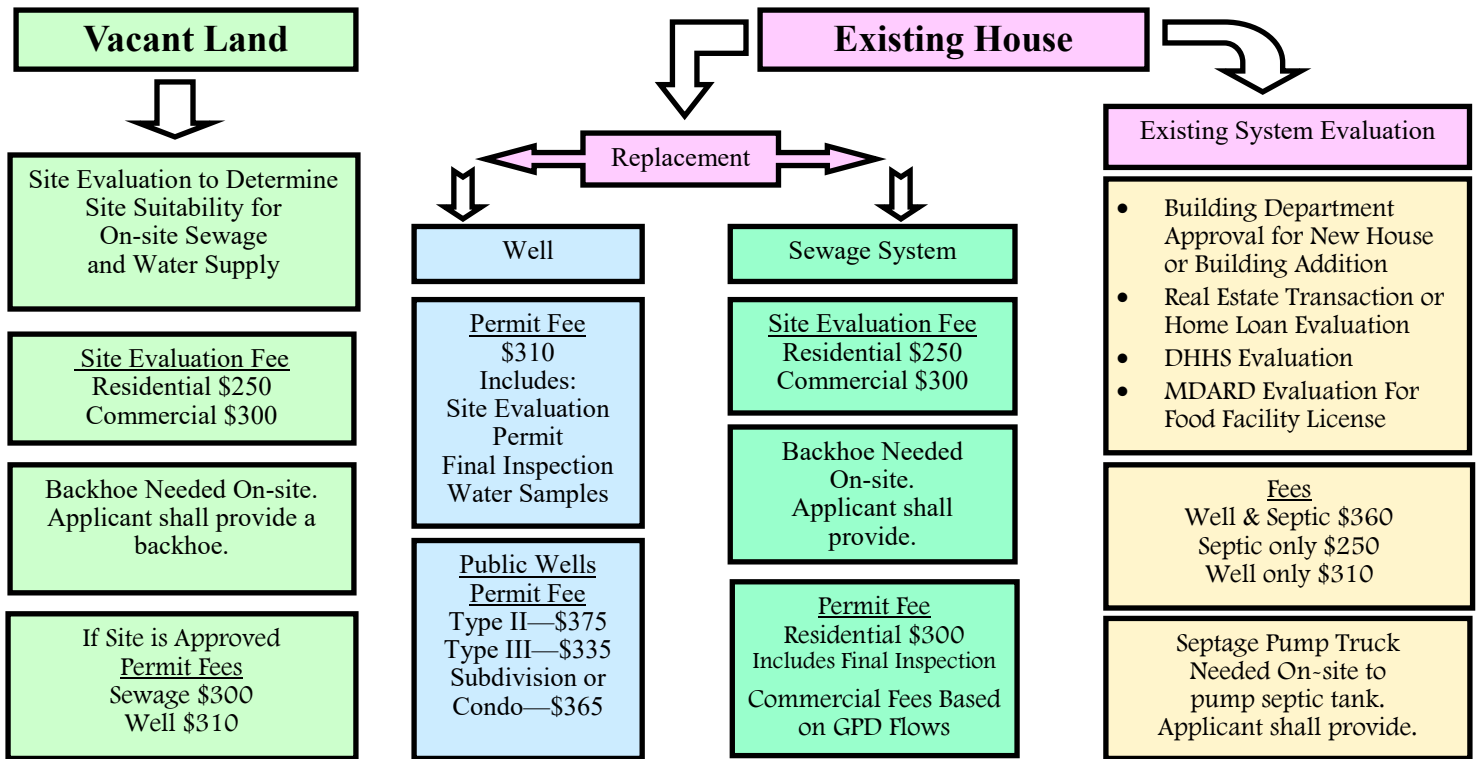 Vacant Land
Site Evaluation to Determine
Site Suitability for
On-site Sewage
and Water Supply
Site Evaluation Fee
Residential $250
Commercial $300
Backhoe Needed On-site.
Applicant shall provide a
backhoe.
If Site is Approved
Permit Fees
Sewage $300
Well $310
Existing House
Replacement
Well
Permit Fee
$310
Includes:
Site Evaluation
Permit
Final Inspection
Water Samples
Public Wells
Permit Fee
Type II—$375
Type III—$335
Subdivision or
Condo—$365
Sewage System
Site Evaluation Fee
Residential $250
Commercial $300
Backhoe Needed
On-site.
Applicant shall
provide.
Permit Fee
Residential $300
Includes Final Inspection
Commercial Fees Based
on GPD Flows
Existing System Evaluation
• Building Department
Approval for New House
or Building Addition
• Real Estate Transaction or
Home Loan Evaluation
• DHHS Evaluation
• MDARD Evaluation For
Food Facility License
Fees
Well & Septic $360
Septic only $250
Well only $310
Septage Pump Truck
Needed On-site to
pump septic tank.
Applicant shall provide.